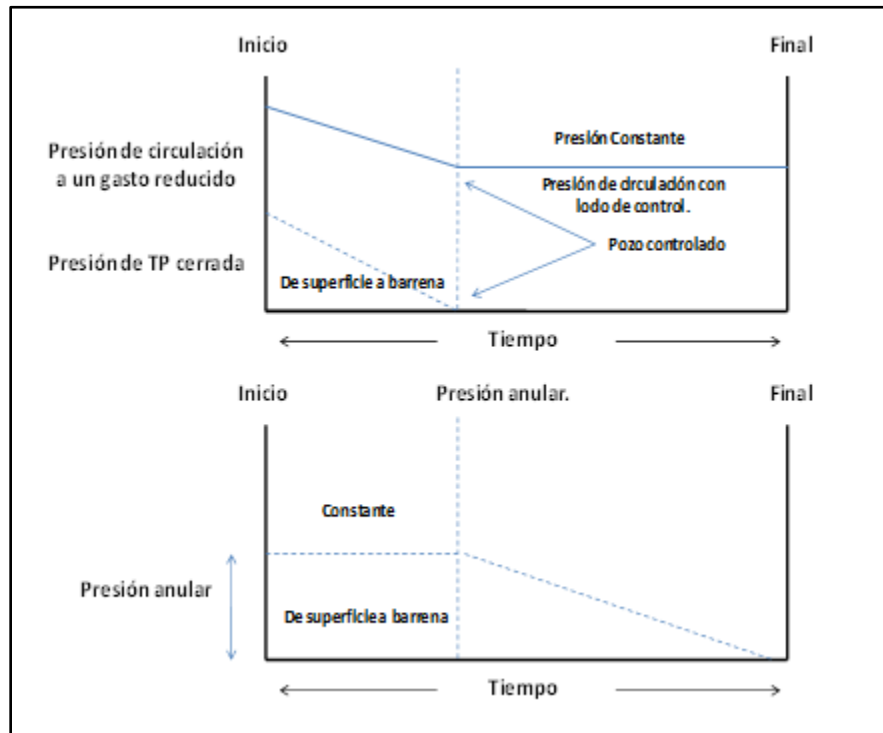 Inicio
Final
Presión de circulación
a un gasto reducido
Presión Constante
Presión de circulación con
lodo de control.
Pozo controlado
Presión de TP cerrada
De superficie a barrena
Tiempo
Inicio
Presión anular.
Final
Constante
Presión anular
De superficie a barrena
Tiempo